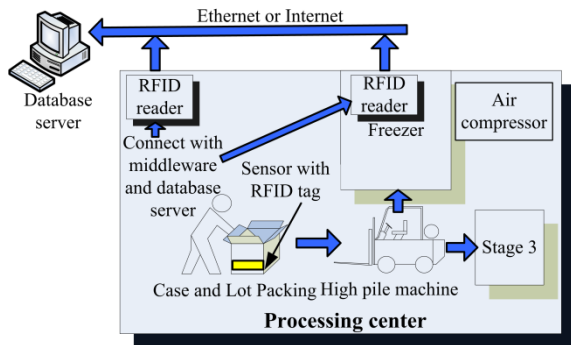 Ethernet or Internet
Database
server
RFID
reader
RFID
reader
Freezer
Air
compressor
Connect with
middleware
and database
server
Sensor with
RFID tag
Stage 3
Case and Lot Packing
High pile machine
Processing center